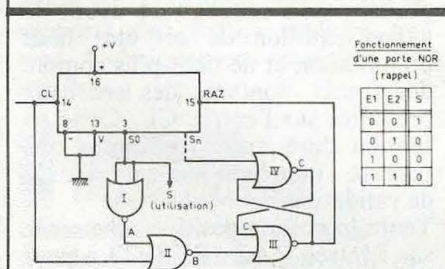 +V
+
16
CL
14
15
RAZ
8
13
-
V
S0
Sn
I
S
(utilisation)
A
II
B
IV
C
C
III
Fonctionnement
d'une porte NOR
(rappel)
E1 E2 S
0 0 1
0 1 0
1 0 0
1 1 0